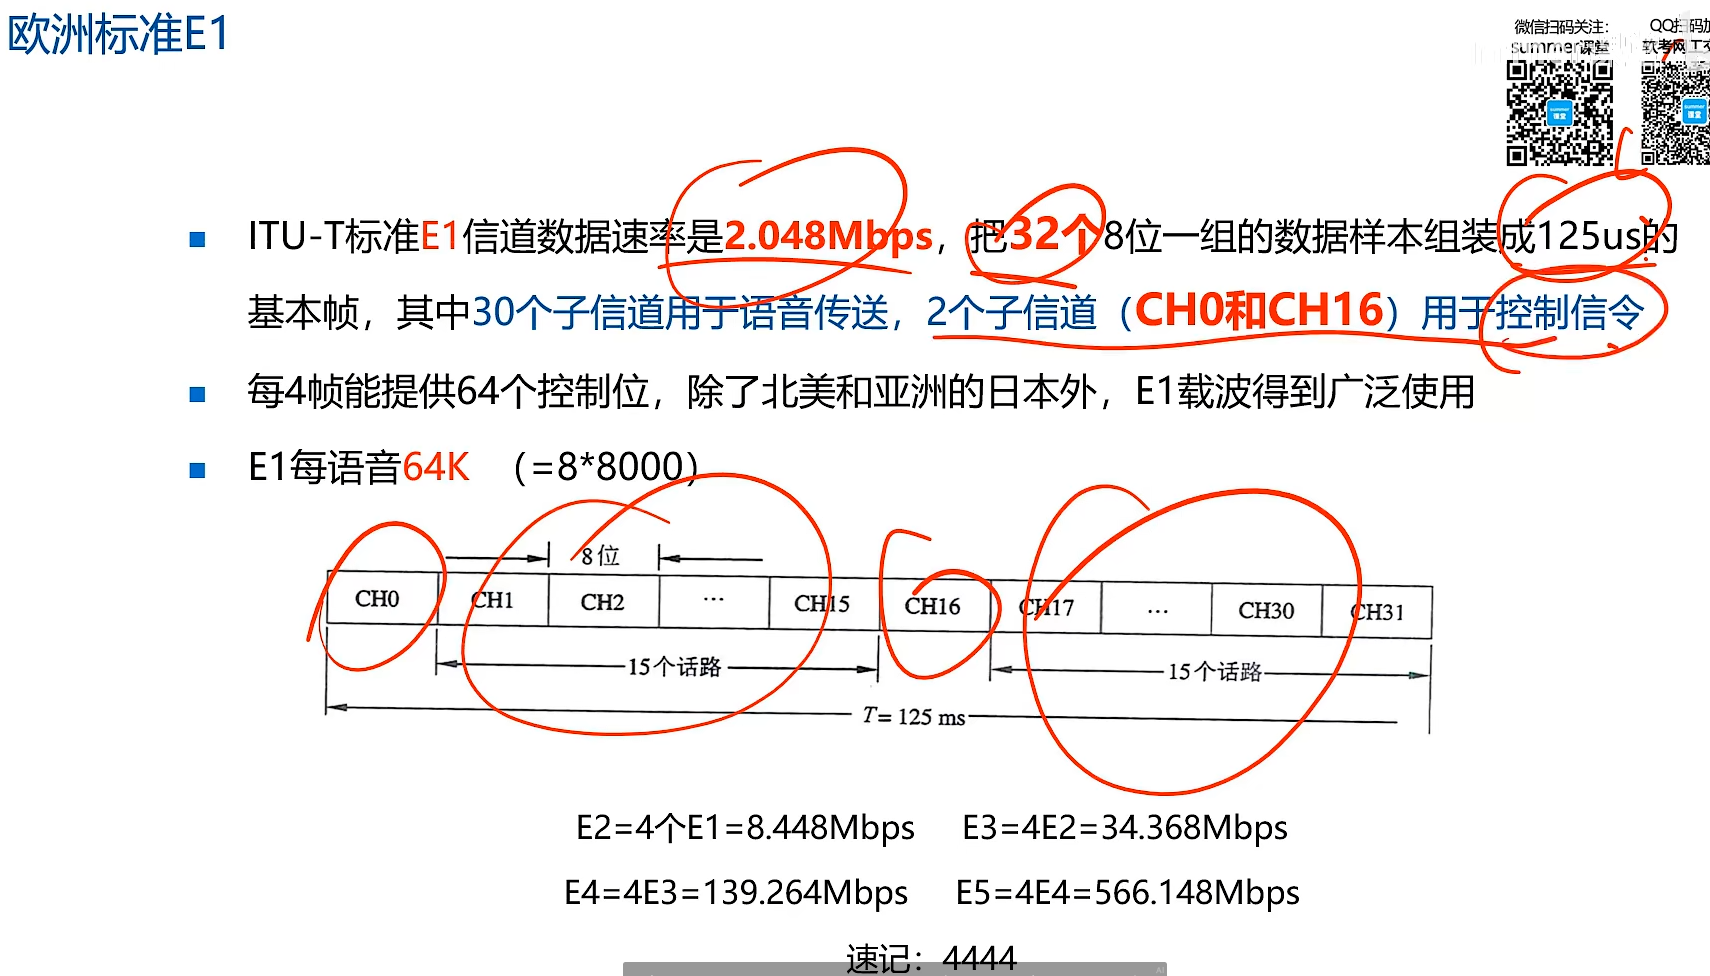 欧洲标准E1
微信扫码关注：
summer课堂
QQ扫码加
软考网工交
summer课堂
ITU-T标准E1信道数据速率是2.048Mbps，把32个8位一组的数据样本组装成125us的
基本帧，其中30个子信道用于语音传送，2个子信道（CH0和CH16）用于控制信令
每4帧能提供64个控制位，除了北美和亚洲的日本外，E1载波得到广泛使用
E1每语音64K （=8*8000）
8位
CH0 CH1 CH2 … CH15 CH16 CH17 … CH30 CH31
15个话路 15个话路
T= 125 ms
E2=4个E1=8.448Mbps E3=4E2=34.368Mbps
E4=4E3=139.264Mbps E5=4E4=566.148Mbps
速记：4444